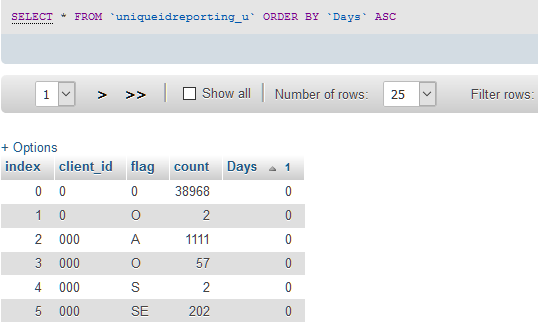 SELECT * FROM `uniqueidreporting_u` ORDER BY `Days` ASC
1 > >> Show all Number of rows: 25 Filter rows:
+ Options
index client_id flag count Days 1
0 0 0 38968 0
1 0 O 2 0
2 000 A 1111 0
3 000 O 57 0
4 000 S 2 0
5 000 SE 202 0